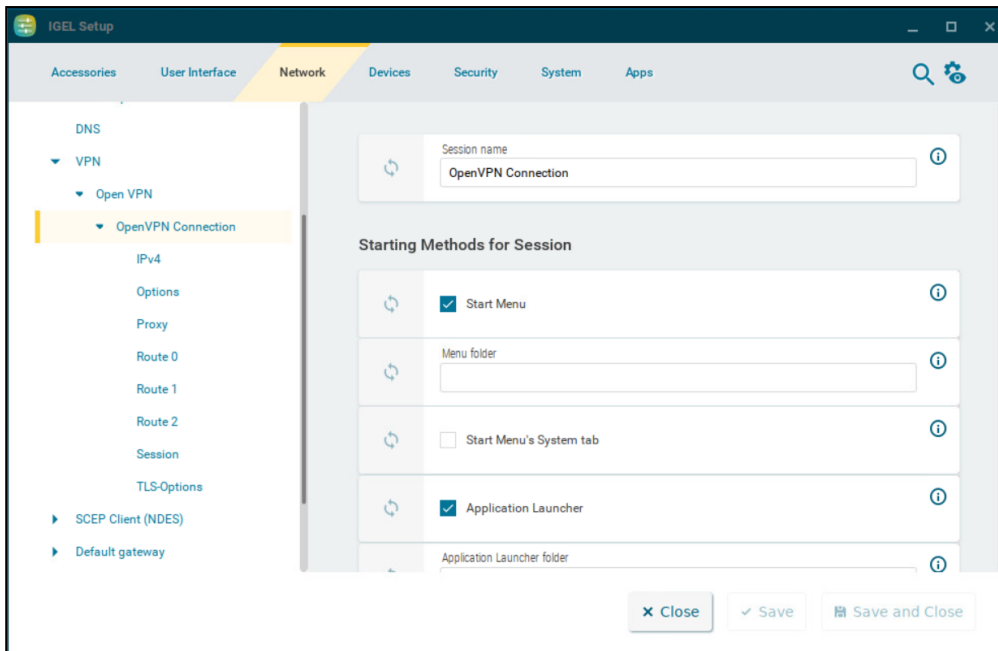 IGEL Setup
Accessories User Interface Network Devices Security System Apps
DNS
VPN
Open VPN
OpenVPN Connection
IPv4
Options
Proxy
Route 0
Route 1
Route 2
Session
TLS-Options
SCEP Client (NDES)
Default gateway
Session name
OpenVPN Connection
Starting Methods for Session
Start Menu
Menu folder
Start Menu's System tab
Application Launcher
Application Launcher folder
Close Save Save and Close